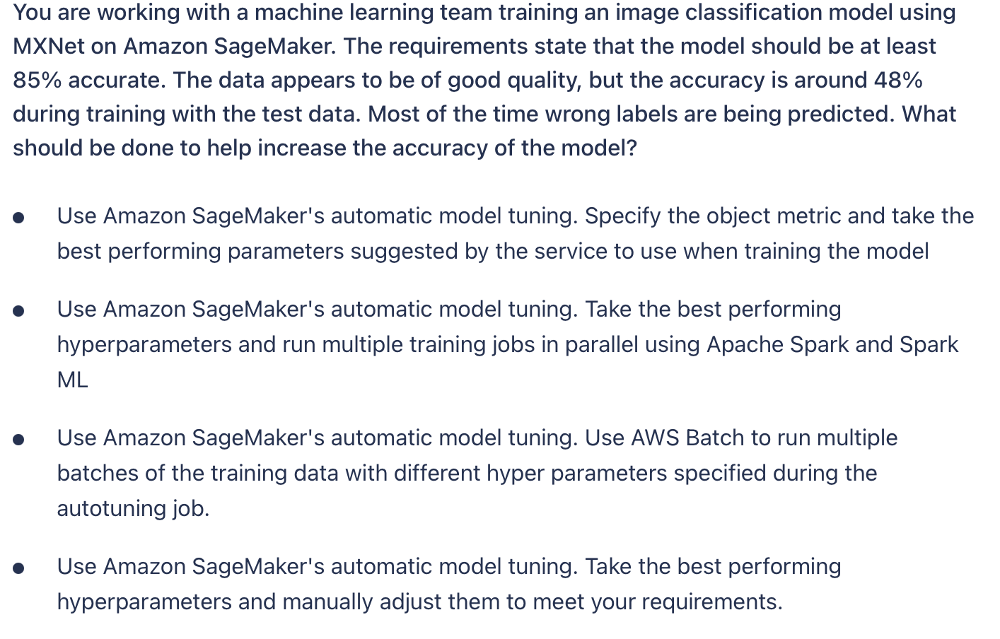 You are working with a machine learning team training an image classification model using
MXNet on Amazon SageMaker. The requirements state that the model should be at least
85% accurate. The data appears to be of good quality, but the accuracy is around 48%
during training with the test data. Most of the time wrong labels are being predicted. What
should be done to help increase the accuracy of the model?
● Use Amazon SageMaker's automatic model tuning. Specify the object metric and take the
best performing parameters suggested by the service to use when training the model
● Use Amazon SageMaker's automatic model tuning. Take the best performing
hyperparameters and run multiple training jobs in parallel using Apache Spark and Spark
ML
● Use Amazon SageMaker's automatic model tuning. Use AWS Batch to run multiple
batches of the training data with different hyper parameters specified during the
autotuning job.
● Use Amazon SageMaker's automatic model tuning. Take the best performing
hyperparameters and manually adjust them to meet your requirements.